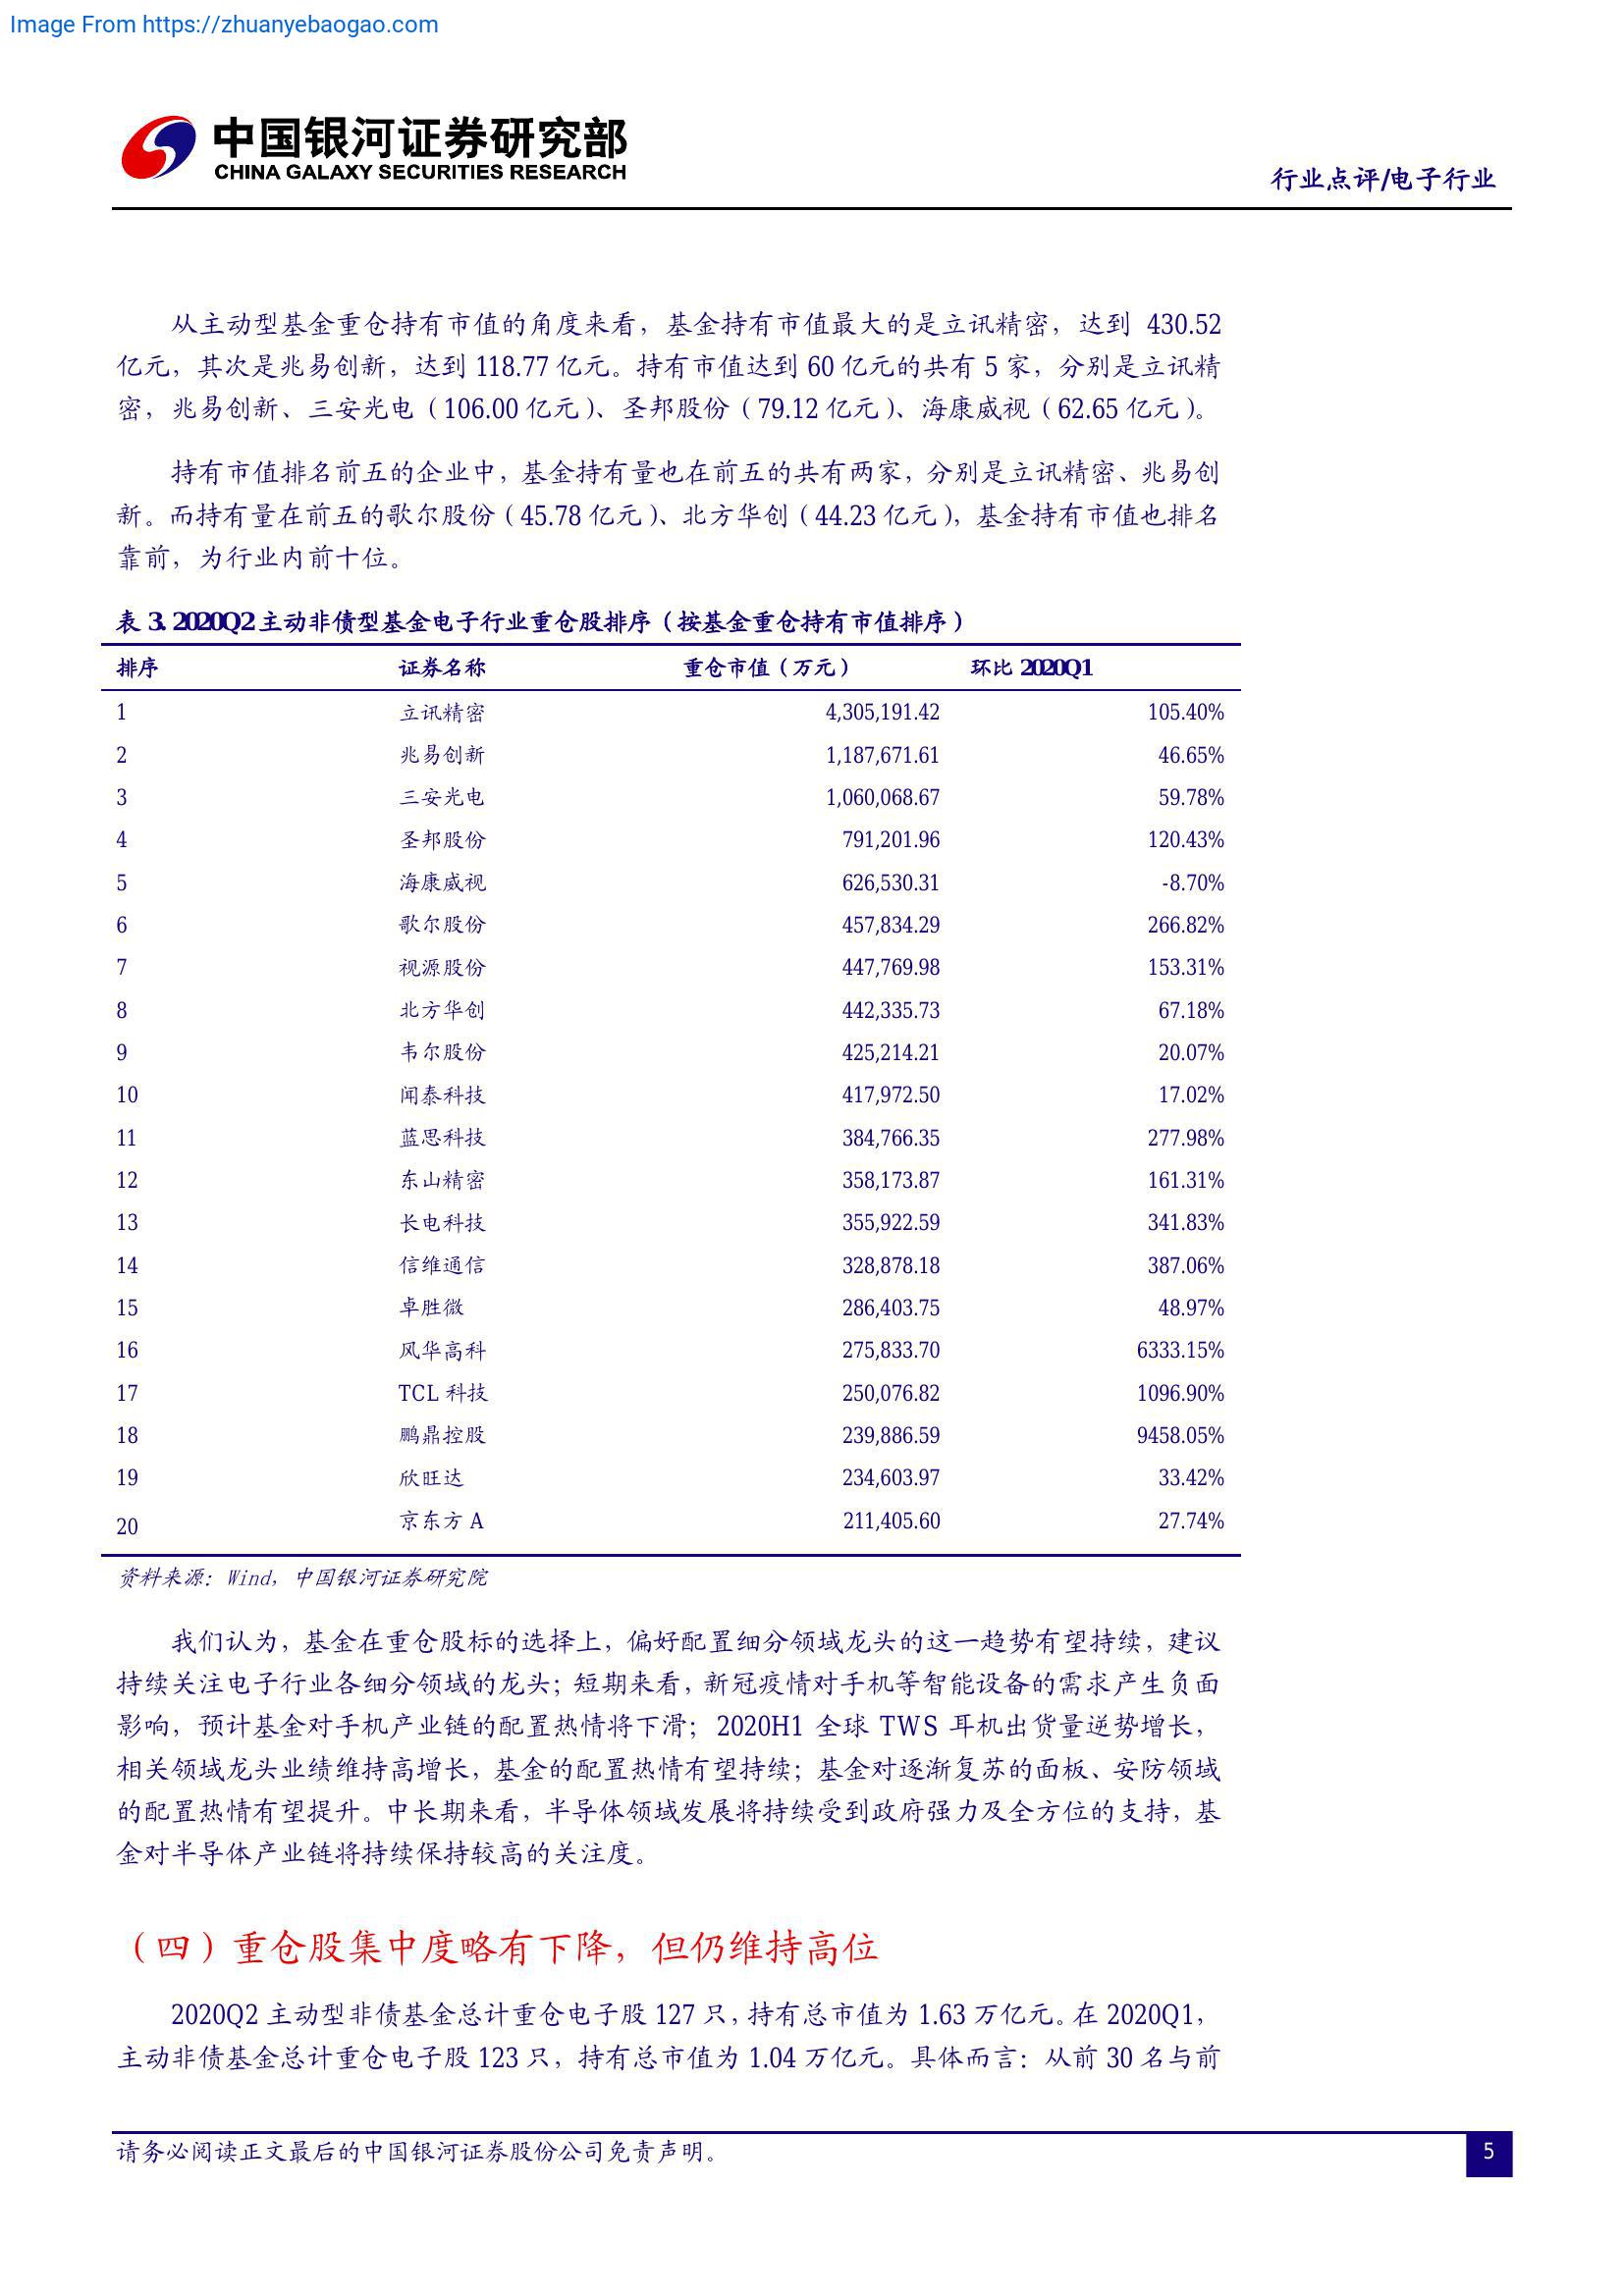 Image From https://zhuanyebaogao.com
中国银河证券研究部
CHINA GALAXY SECURITIES RESEARCH
行业点评/电子行业
从主动型基金重仓持有市值的角度来看，基金持有市值最大的是立讯精密，达到 430.52
亿元，其次是兆易创新，达到 118.77 亿元。持有市值达到 60 亿元的共有 5 家，分别是立讯精
密，兆易创新、三安光电（106.00 亿元）、圣邦股份（79.12 亿元）、海康威视（62.65 亿元）。
持有市值排名前五的企业中，基金持有量也在前五的共有两家，分别是立讯精密、兆易创
新。而持有量在前五的歌尔股份（45.78 亿元）、北方华创（44.23 亿元），基金持有市值也排名
靠前，为行业内前十位。
表 3. 2020Q2 主动非债型基金电子行业重仓股排序（按基金重仓持有市值排序）
排序 证券名称 重仓市值（万元） 环比 2020Q1
1 立讯精密 4,305,191.42 105.40%
2 兆易创新 1,187,671.61 46.65%
3 三安光电 1,060,068.67 59.78%
4 圣邦股份 791,201.96 120.43%
5 海康威视 626,530.31 -8.70%
6 歌尔股份 457,834.29 266.82%
7 视源股份 447,769.98 153.31%
8 北方华创 442,335.73 67.18%
9 韦尔股份 425,214.21 20.07%
10 闻泰科技 417,972.50 17.02%
11 蓝思科技 384,766.35 277.98%
12 东山精密 358,173.87 161.31%
13 长电科技 355,922.59 341.83%
14 信维通信 328,878.18 387.06%
15 卓胜微 286,403.75 48.97%
16 风华高科 275,833.70 6333.15%
17 TCL 科技 250,076.82 1096.90%
18 鹏鼎控股 239,886.59 9458.05%
19 欣旺达 234,603.97 33.42%
20 京东方 A 211,405.60 27.74%
资料来源：Wind，中国银河证券研究院
我们认为，基金在重仓股标的选择上，偏好配置细分领域龙头的这一趋势有望持续，建议
持续关注电子行业各细分领域的龙头；短期来看，新冠疫情对手机等智能设备的需求产生负面
影响，预计基金对手机产业链的配置热情将下滑；2020H1 全球 TWS 耳机出货量逆势增长，
相关领域龙头业绩维持高增长，基金的配置热情有望持续；基金对逐渐复苏的面板、安防领域
的配置热情有望提升。中长期来看，半导体领域发展将持续受到政府强力及全方位的支持，基
金对半导体产业链将持续保持较高的关注度。
（四）重仓股集中度略有下降，但仍维持高位
2020Q2 主动型非债基金总计重仓电子股 127 只，持有总市值为 1.63 万亿元。在 2020Q1，
主动非债基金总计重仓电子股 123 只，持有总市值为 1.04 万亿元。具体而言：从前 30 名与前
请务必阅读正文最后的中国银河证券股份公司免责声明。
5